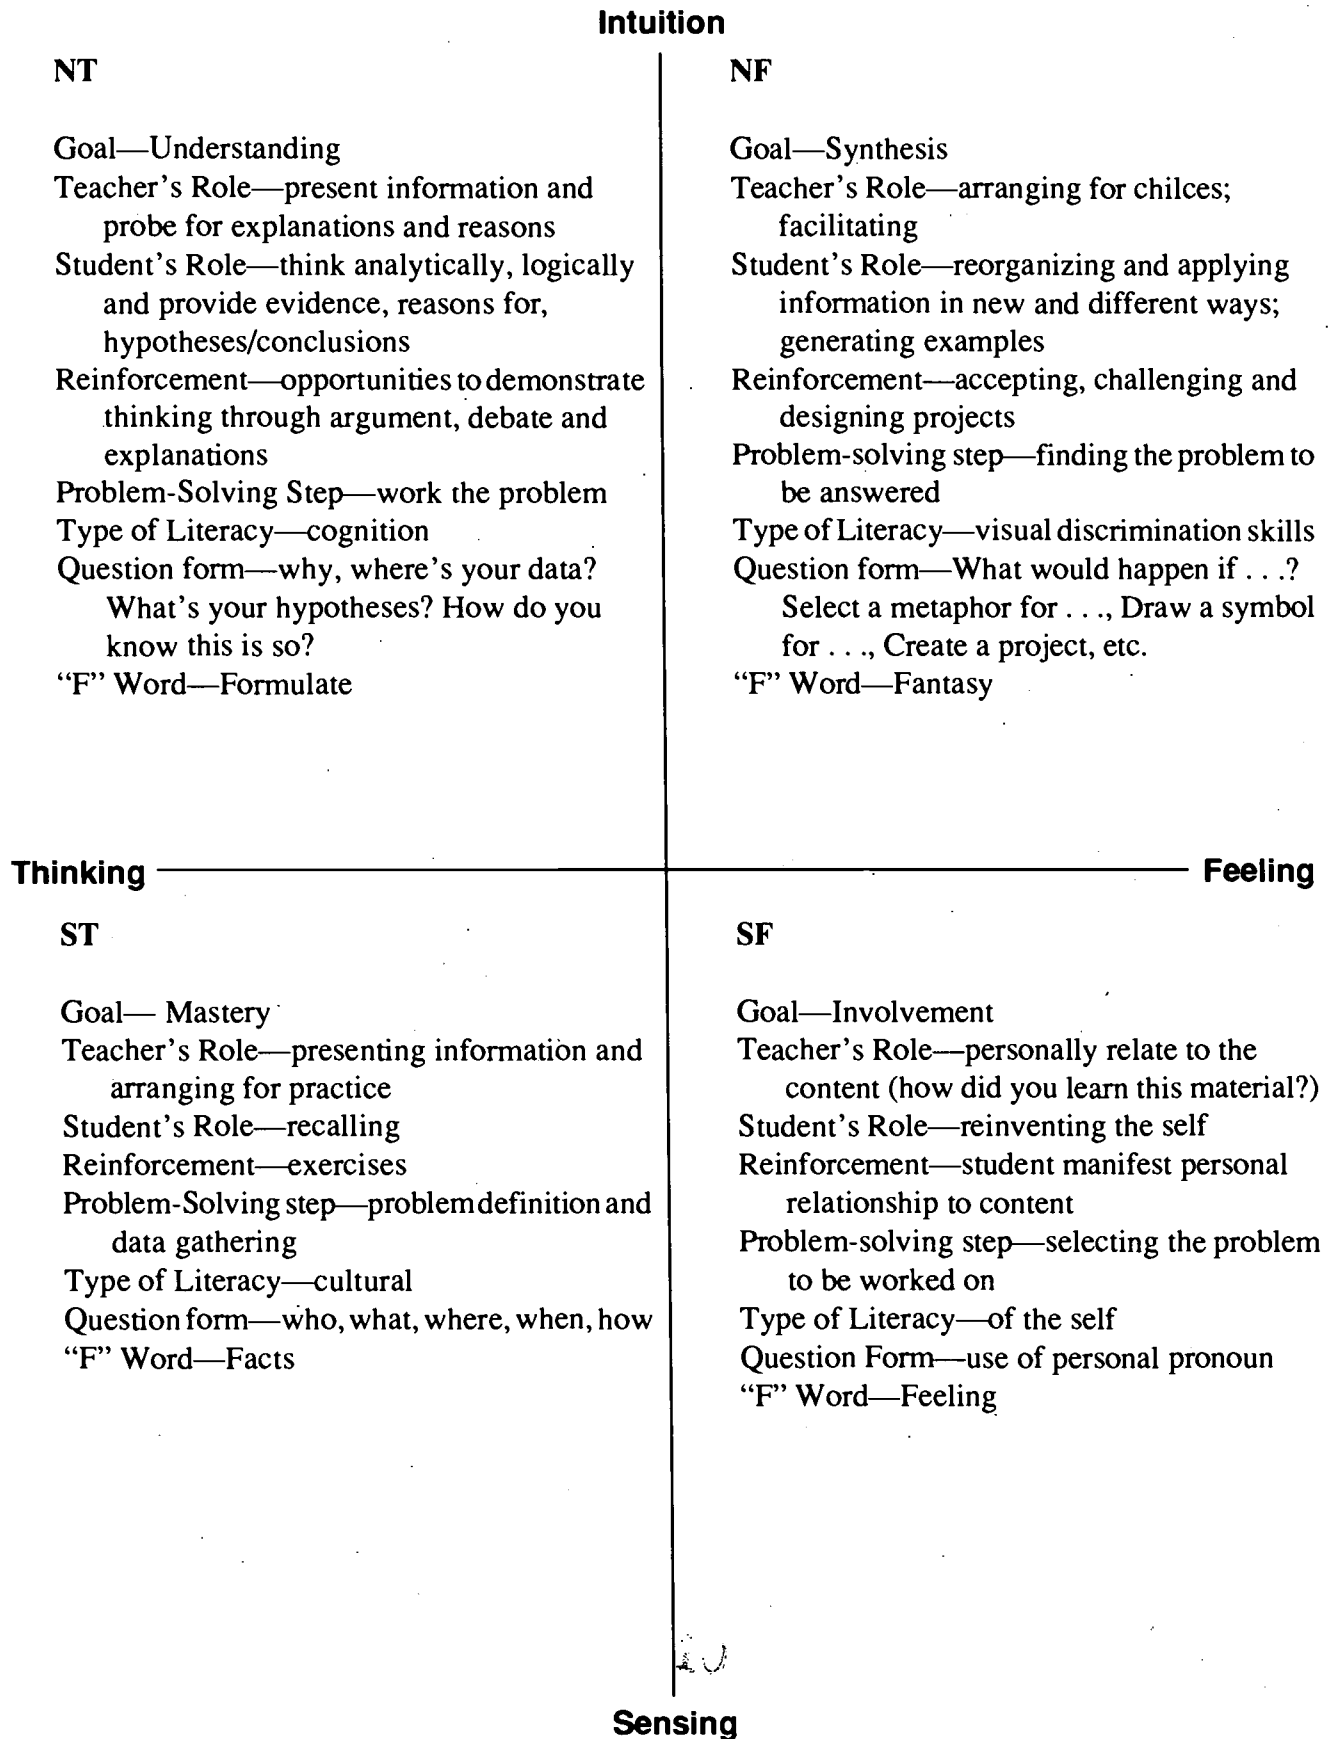 Intuition
NT
Goal—Understanding
Teacher's Role—present information and
probe for explanations and reasons
Student's Role—think analytically, logically
and provide evidence, reasons for,
hypotheses/conclusions
Reinforcement—opportunities to demonstrate
thinking through argument, debate and
explanations
Problem-Solving Step—work the problem
Type of Literacy—cognition
Question form—why, where's your data?
What's your hypotheses? How do you
know this is so?
“F” Word—Formulate
NF
Goal—Synthesis
Teacher's Role—arranging for chilces;
facilitating
Student's Role—reorganizing and applying
information in new and different ways;
generating examples
Reinforcement—accepting, challenging and
designing projects
Problem-solving step—finding the problem to
be answered
Type of Literacy—visual discrimination skills
Question form—What would happen if . . .?
Select a metaphor for . . ., Draw a symbol
for . . ., Create a project, etc.
“F” Word—Fantasy
Thinking
Feeling
ST
Goal— Mastery
Teacher's Role—presenting information and
arranging for practice
Student's Role—recalling
Reinforcement—exercises
Problem-Solving step—problem definition and
data gathering
Type of Literacy—cultural
Question form—who, what, where, when, how
“F” Word—Facts
SF
Goal—Involvement
Teacher's Role—personally relate to the
content (how did you learn this material?)
Student's Role—reinventing the self
Reinforcement—student manifest personal
relationship to content
Problem-solving step—selecting the problem
to be worked on
Type of Literacy—of the self
Question Form—use of personal pronoun
“F” Word—Feeling
Sensing